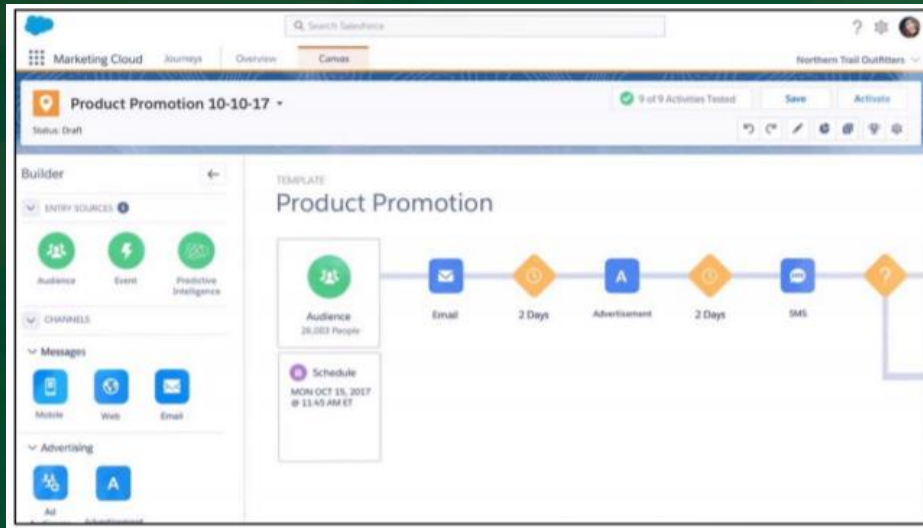 Search Salesforce
Marketing Cloud Journeys Overview Canvas Northern Trail Outfitters
Product Promotion 10-10-17
9 of 9 Activities Tested Save Activate
Status: Draft
Builder
ENTRY SOURCES
Audience Event Predictive Intelligence
CHANNELS
Messages
Mobile Web Email
Advertising
A
Ad
TEMPLATE
Product Promotion
A
?
Audience Email 2 Days Advertisement 2 Days SMS
26,003 People
Schedule
MON OCT 15, 2017
@ 11:45 AM ET